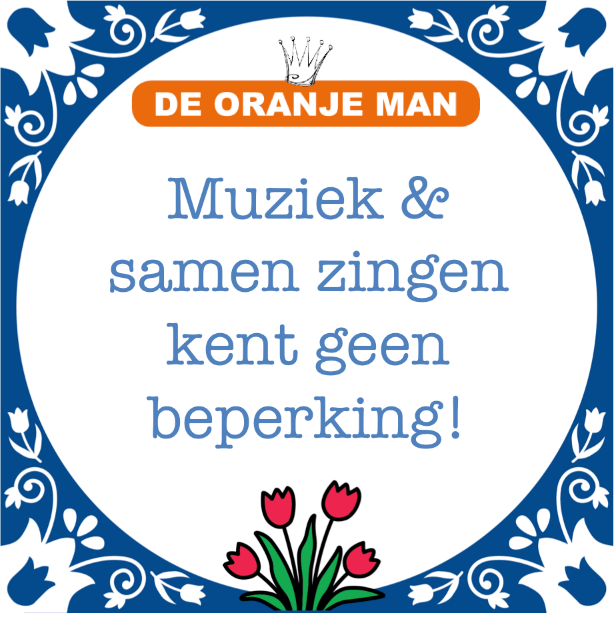 DE ORANJE MAN
Muziek &
samen zingen
kent geen
beperking!